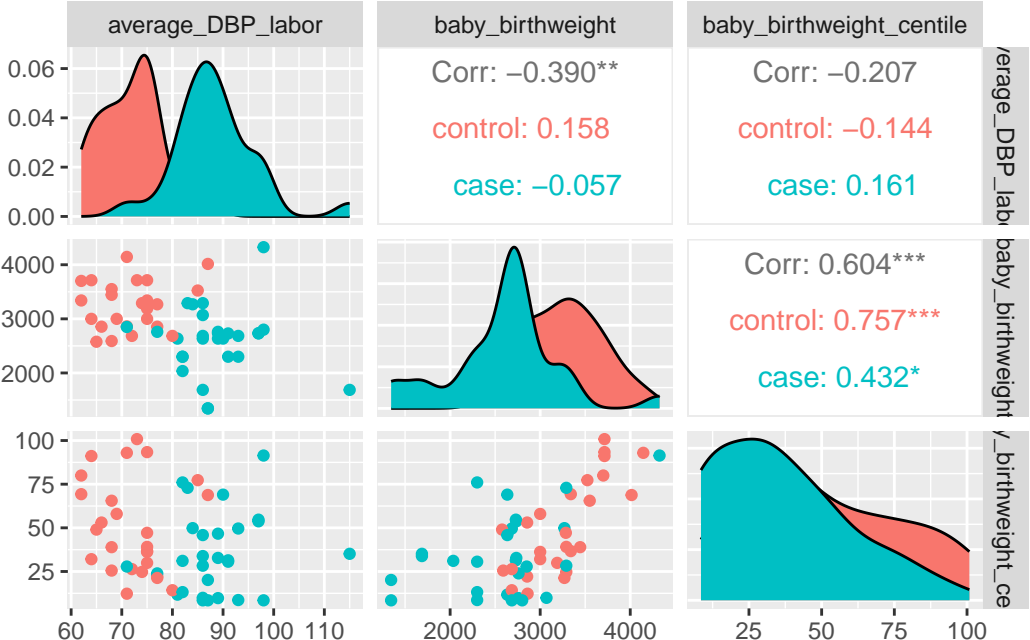 average_DBP_labor baby_birthweight baby_birthweight_centile
0.06
0.04
0.02
0.00
Corr: −0.390**
control: 0.158
case: −0.057
Corr: −0.207
control: −0.144
case: 0.161
verage_DBP_labo
4000
3000
2000
Corr: 0.604***
control: 0.757***
case: 0.432*
baby_birthweight
100
75
50
25
y_birthweight_ce
60 70 80 90 100 110
2000 3000 4000
25 50 75 100